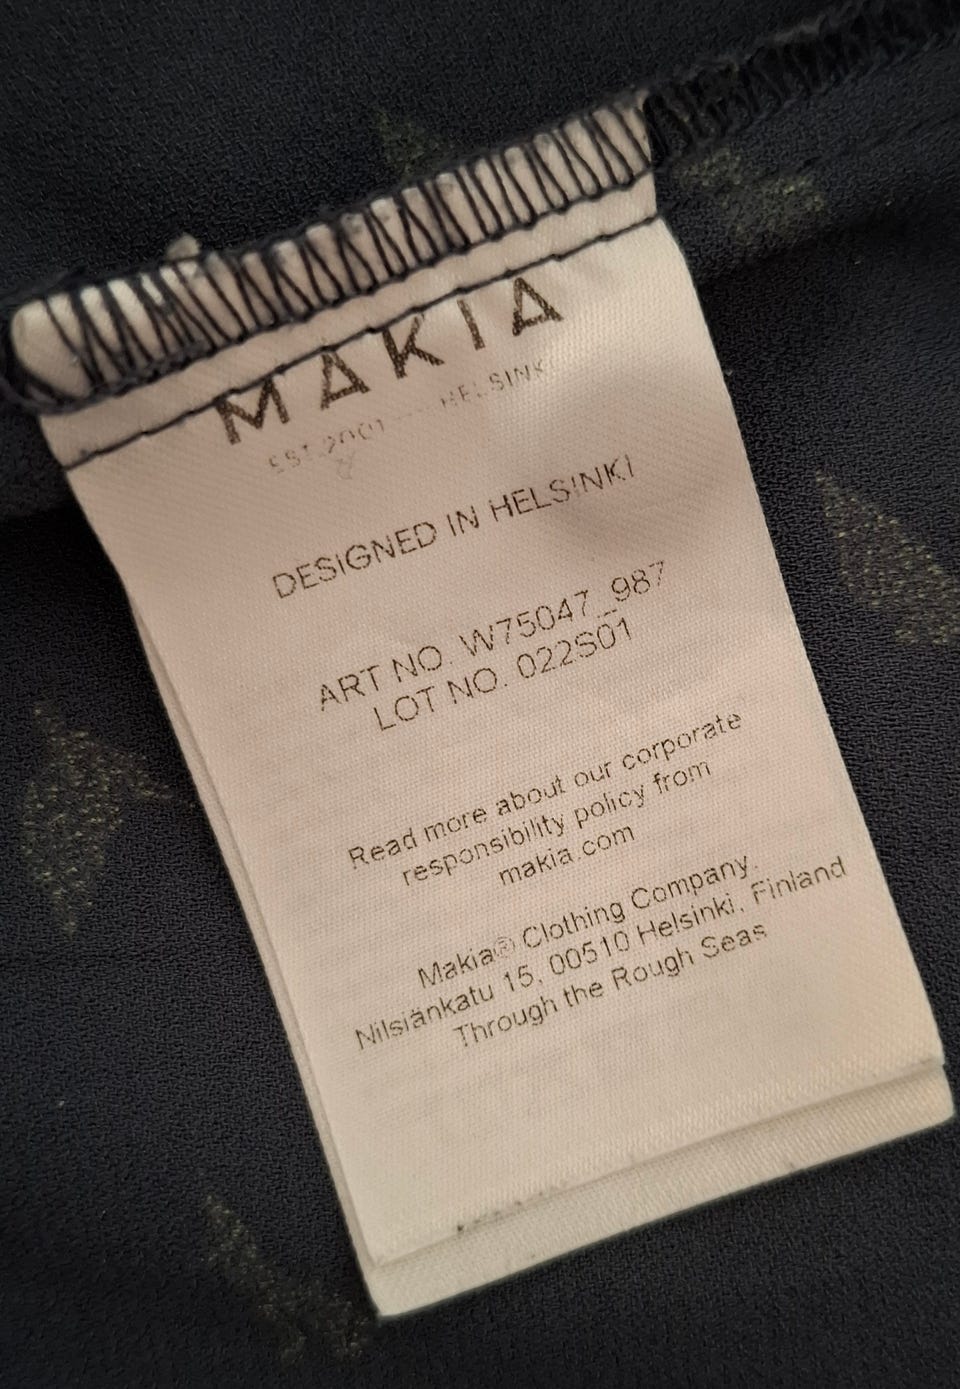 MAKIA
EST. 2001 HELSINKI
DESIGNED IN HELSINKI
ART NO. W75047_987
LOT NO. 022S01
Read more about our corporate
responsibility policy from
makia.com
Makia® Clothing Company.
Nilsiänkatu 15, 00510 Helsinki, Finland
Through the Rough Seas